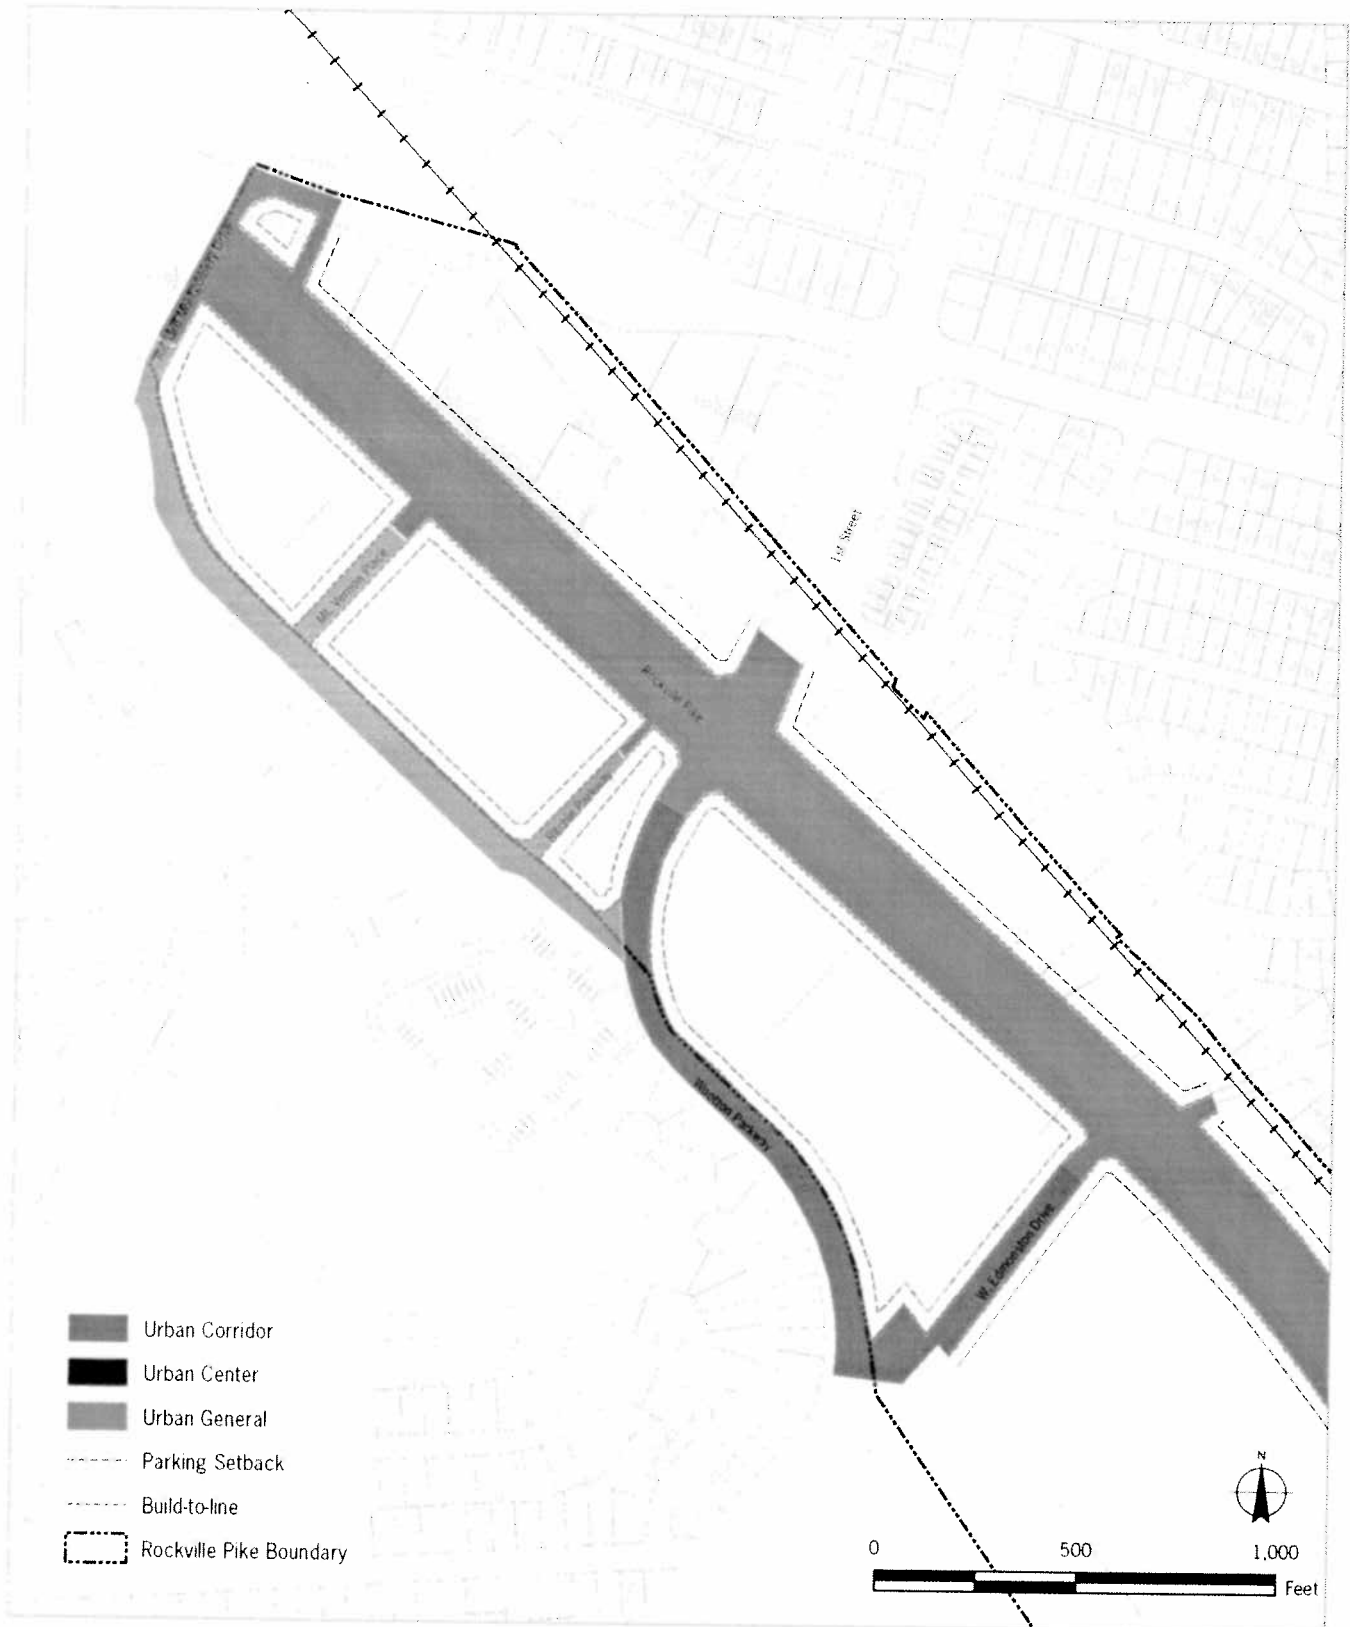 1st Street
Mt. Vernon Place
Rockville Pike
Wootton Parkway
W. Edmonston Drive
Urban Corridor
Urban Center
Urban General
Parking Setback
Build-to-line
Rockville Pike Boundary
N
0 500 1,000
Feet